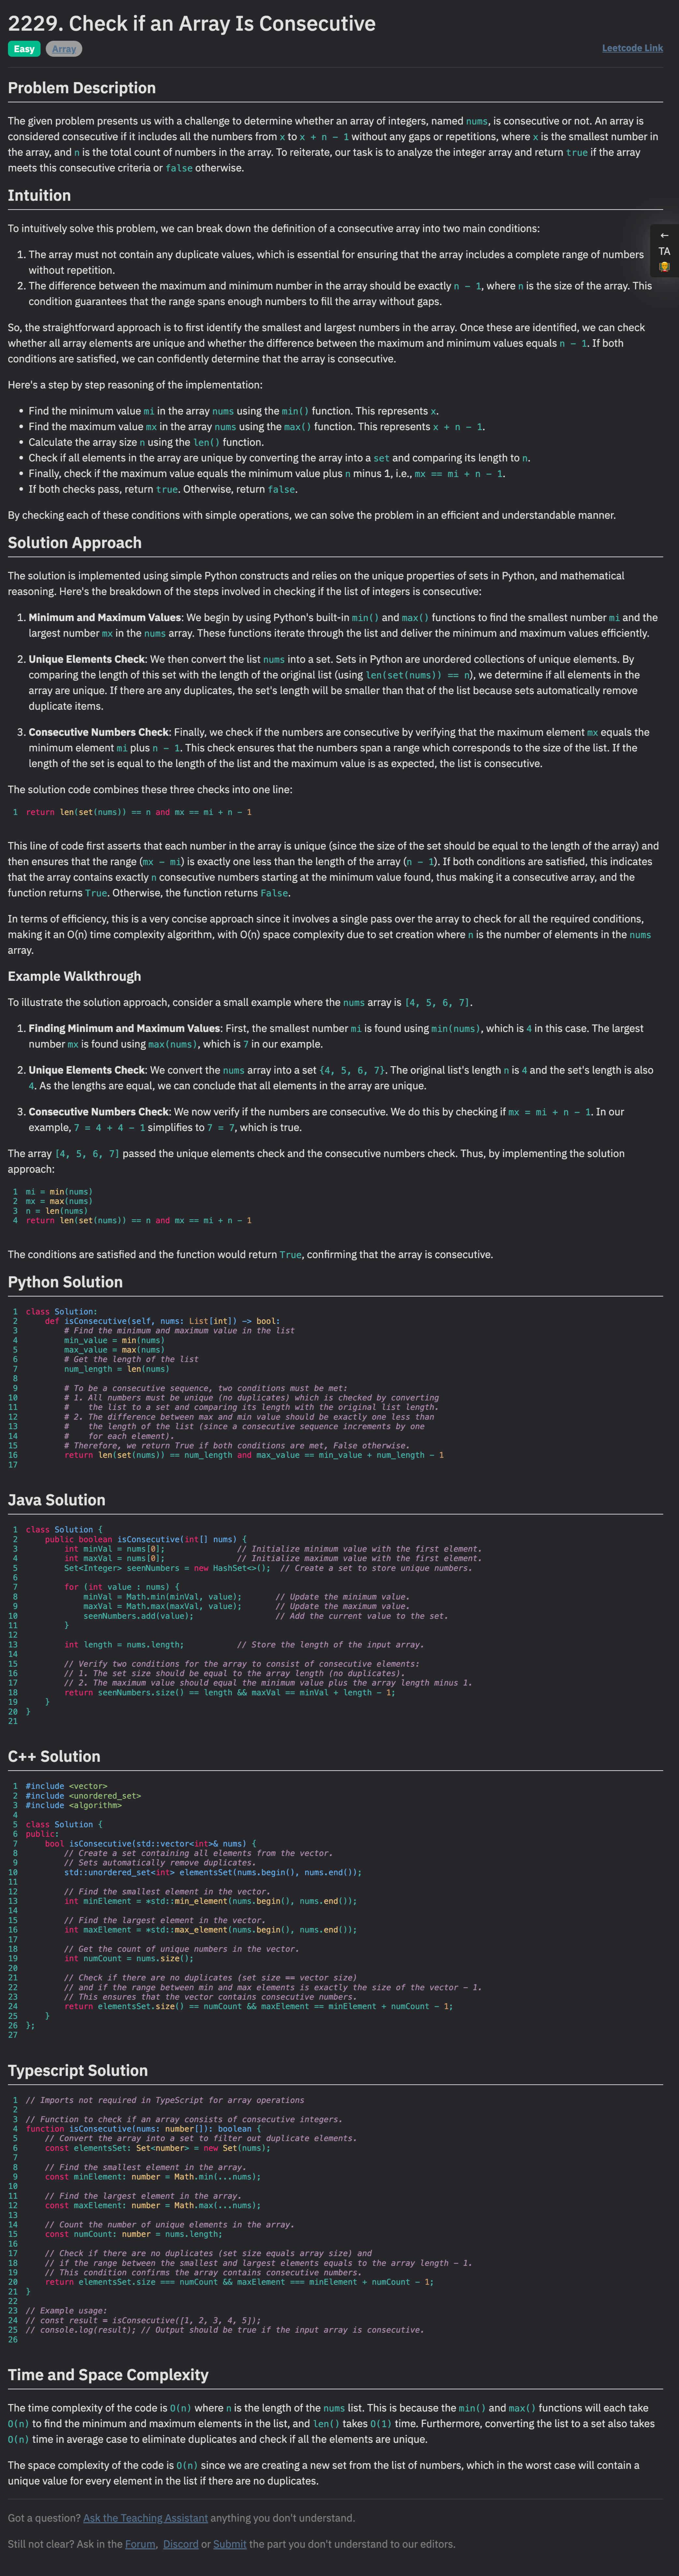 2229. Check if an Array Is Consecutive
Easy Array Leetcode Link
Problem Description
The given problem presents us with a challenge to determine whether an array of integers, named nums, is consecutive or not. An array is
considered consecutive if it includes all the numbers from x to x + n - 1 without any gaps or repetitions, where x is the smallest number in
the array, and n is the total count of numbers in the array. To reiterate, our task is to analyze the integer array and return true if the array
meets this consecutive criteria or false otherwise.
Intuition
To intuitively solve this problem, we can break down the definition of a consecutive array into two main conditions:
←
TA
1. The array must not contain any duplicate values, which is essential for ensuring that the array includes a complete range of numbers
without repetition.
2. The difference between the maximum and minimum number in the array should be exactly n - 1, where n is the size of the array. This
condition guarantees that the range spans enough numbers to fill the array without gaps.
So, the straightforward approach is to first identify the smallest and largest numbers in the array. Once these are identified, we can check
whether all array elements are unique and whether the difference between the maximum and minimum values equals n - 1. If both
conditions are satisfied, we can confidently determine that the array is consecutive.
Here's a step by step reasoning of the implementation:
• Find the minimum value mi in the array nums using the min() function. This represents x.
• Find the maximum value mx in the array nums using the max() function. This represents x + n - 1.
• Calculate the array size n using the len() function.
• Check if all elements in the array are unique by converting the array into a set and comparing its length to n.
• Finally, check if the maximum value equals the minimum value plus n minus 1, i.e., mx == mi + n - 1.
• If both checks pass, return true. Otherwise, return false.
By checking each of these conditions with simple operations, we can solve the problem in an efficient and understandable manner.
Solution Approach
The solution is implemented using simple Python constructs and relies on the unique properties of sets in Python, and mathematical
reasoning. Here's the breakdown of the steps involved in checking if the list of integers is consecutive:
1. Minimum and Maximum Values: We begin by using Python's built-in min() and max() functions to find the smallest number mi and the
largest number mx in the nums array. These functions iterate through the list and deliver the minimum and maximum values efficiently.
2. Unique Elements Check: We then convert the list nums into a set. Sets in Python are unordered collections of unique elements. By
comparing the length of this set with the length of the original list (using len(set(nums)) == n), we determine if all elements in the
array are unique. If there are any duplicates, the set's length will be smaller than that of the list because sets automatically remove
duplicate items.
3. Consecutive Numbers Check: Finally, we check if the numbers are consecutive by verifying that the maximum element mx equals the
minimum element mi plus n - 1. This check ensures that the numbers span a range which corresponds to the size of the list. If the
length of the set is equal to the length of the list and the maximum value is as expected, the list is consecutive.
The solution code combines these three checks into one line:
1 return len(set(nums)) == n and mx == mi + n - 1
This line of code first asserts that each number in the array is unique (since the size of the set should be equal to the length of the array) and
then ensures that the range (mx - mi) is exactly one less than the length of the array (n - 1). If both conditions are satisfied, this indicates
that the array contains exactly n consecutive numbers starting at the minimum value found, thus making it a consecutive array, and the
function returns True. Otherwise, the function returns False.
In terms of efficiency, this is a very concise approach since it involves a single pass over the array to check for all the required conditions,
making it an O(n) time complexity algorithm, with O(n) space complexity due to set creation where n is the number of elements in the nums
array.
Example Walkthrough
To illustrate the solution approach, consider a small example where the nums array is [4, 5, 6, 7].
1. Finding Minimum and Maximum Values: First, the smallest number mi is found using min(nums), which is 4 in this case. The largest
number mx is found using max(nums), which is 7 in our example.
2. Unique Elements Check: We convert the nums array into a set {4, 5, 6, 7}. The original list's length n is 4 and the set's length is also
4. As the lengths are equal, we can conclude that all elements in the array are unique.
3. Consecutive Numbers Check: We now verify if the numbers are consecutive. We do this by checking if mx = mi + n - 1. In our
example, 7 = 4 + 4 - 1 simplifies to 7 = 7, which is true.
The array [4, 5, 6, 7] passed the unique elements check and the consecutive numbers check. Thus, by implementing the solution
approach:
1 mi = min(nums)
2 mx = max(nums)
3 n = len(nums)
4 return len(set(nums)) == n and mx == mi + n - 1
The conditions are satisfied and the function would return True, confirming that the array is consecutive.
Python Solution
1 class Solution:
2     def isConsecutive(self, nums: List[int]) -> bool:
3         # Find the minimum and maximum value in the list
4         min_value = min(nums)
5         max_value = max(nums)
6         # Get the length of the list
7         num_length = len(nums)
8
9         # To be a consecutive sequence, two conditions must be met:
10         # 1. All numbers must be unique (no duplicates) which is checked by converting
11         #    the list to a set and comparing its length with the original list length.
12         # 2. The difference between max and min value should be exactly one less than
13         #    the length of the list (since a consecutive sequence increments by one
14         #    for each element).
15         # Therefore, we return True if both conditions are met, False otherwise.
16         return len(set(nums)) == num_length and max_value == min_value + num_length - 1
17
Java Solution
1 class Solution {
2     public boolean isConsecutive(int[] nums) {
3         int minVal = nums[0];               // Initialize minimum value with the first element.
4         int maxVal = nums[0];               // Initialize maximum value with the first element.
5         Set<Integer> seenNumbers = new HashSet<>();  // Create a set to store unique numbers.
6
7         for (int value : nums) {
8             minVal = Math.min(minVal, value);       // Update the minimum value.
9             maxVal = Math.max(maxVal, value);       // Update the maximum value.
10             seenNumbers.add(value);                 // Add the current value to the set.
11         }
12
13         int length = nums.length;           // Store the length of the input array.
14
15         // Verify two conditions for the array to consist of consecutive elements:
16         // 1. The set size should be equal to the array length (no duplicates).
17         // 2. The maximum value should equal the minimum value plus the array length minus 1.
18         return seenNumbers.size() == length && maxVal == minVal + length - 1;
19     }
20 }
21
C++ Solution
1 #include <vector>
2 #include <unordered_set>
3 #include <algorithm>
4
5 class Solution {
6 public:
7     bool isConsecutive(std::vector<int>& nums) {
8         // Create a set containing all elements from the vector.
9         // Sets automatically remove duplicates.
10         std::unordered_set<int> elementsSet(nums.begin(), nums.end());
11
12         // Find the smallest element in the vector.
13         int minElement = *std::min_element(nums.begin(), nums.end());
14
15         // Find the largest element in the vector.
16         int maxElement = *std::max_element(nums.begin(), nums.end());
17
18         // Get the count of unique numbers in the vector.
19         int numCount = nums.size();
20
21         // Check if there are no duplicates (set size == vector size)
22         // and if the range between min and max elements is exactly the size of the vector - 1.
23         // This ensures that the vector contains consecutive numbers.
24         return elementsSet.size() == numCount && maxElement == minElement + numCount - 1;
25     }
26 };
27
Typescript Solution
1 // Imports not required in TypeScript for array operations
2
3 // Function to check if an array consists of consecutive integers.
4 function isConsecutive(nums: number[]): boolean {
5     // Convert the array into a set to filter out duplicate elements.
6     const elementsSet: Set<number> = new Set(nums);
7
8     // Find the smallest element in the array.
9     const minElement: number = Math.min(...nums);
10
11     // Find the largest element in the array.
12     const maxElement: number = Math.max(...nums);
13
14     // Count the number of unique elements in the array.
15     const numCount: number = nums.length;
16
17     // Check if there are no duplicates (set size equals array size) and
18     // if the range between the smallest and largest elements equals to the array length - 1.
19     // This condition confirms the array contains consecutive numbers.
20     return elementsSet.size === numCount && maxElement === minElement + numCount - 1;
21 }
22
23 // Example usage:
24 // const result = isConsecutive([1, 2, 3, 4, 5]);
25 // console.log(result); // Output should be true if the input array is consecutive.
26
Time and Space Complexity
The time complexity of the code is O(n) where n is the length of the nums list. This is because the min() and max() functions will each take
O(n) to find the minimum and maximum elements in the list, and len() takes O(1) time. Furthermore, converting the list to a set also takes
O(n) time in average case to eliminate duplicates and check if all the elements are unique.
The space complexity of the code is O(n) since we are creating a new set from the list of numbers, which in the worst case will contain a
unique value for every element in the list if there are no duplicates.
Got a question? Ask the Teaching Assistant anything you don't understand.
Still not clear? Ask in the Forum, Discord or Submit the part you don't understand to our editors.